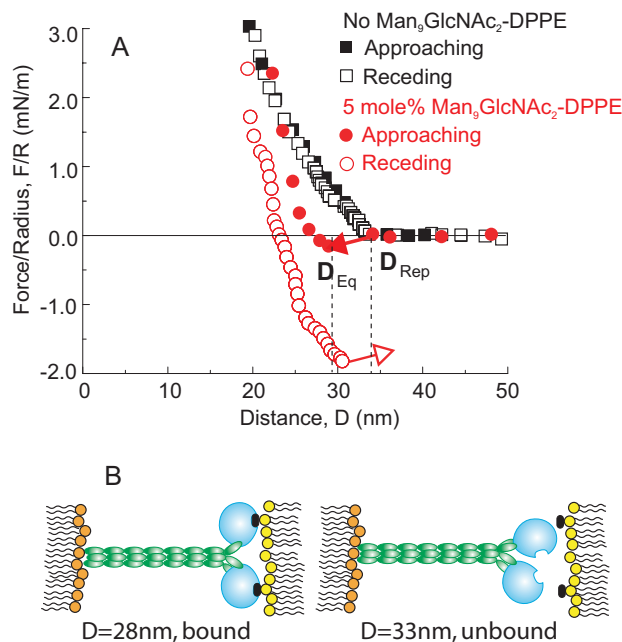 A
No Man₉GlcNAc₂-DPPE
Approaching
Receding
5 mole% Man₉GlcNAc₂-DPPE
Approaching
Receding
Force/Radius, F/R (mN/m)
3.0
2.0
1.0
0.0
-1.0
-2.0
D Eq
D Rep
0 10 20 30 40 50
Distance, D (nm)
B
D=28nm, bound
D=33nm, unbound